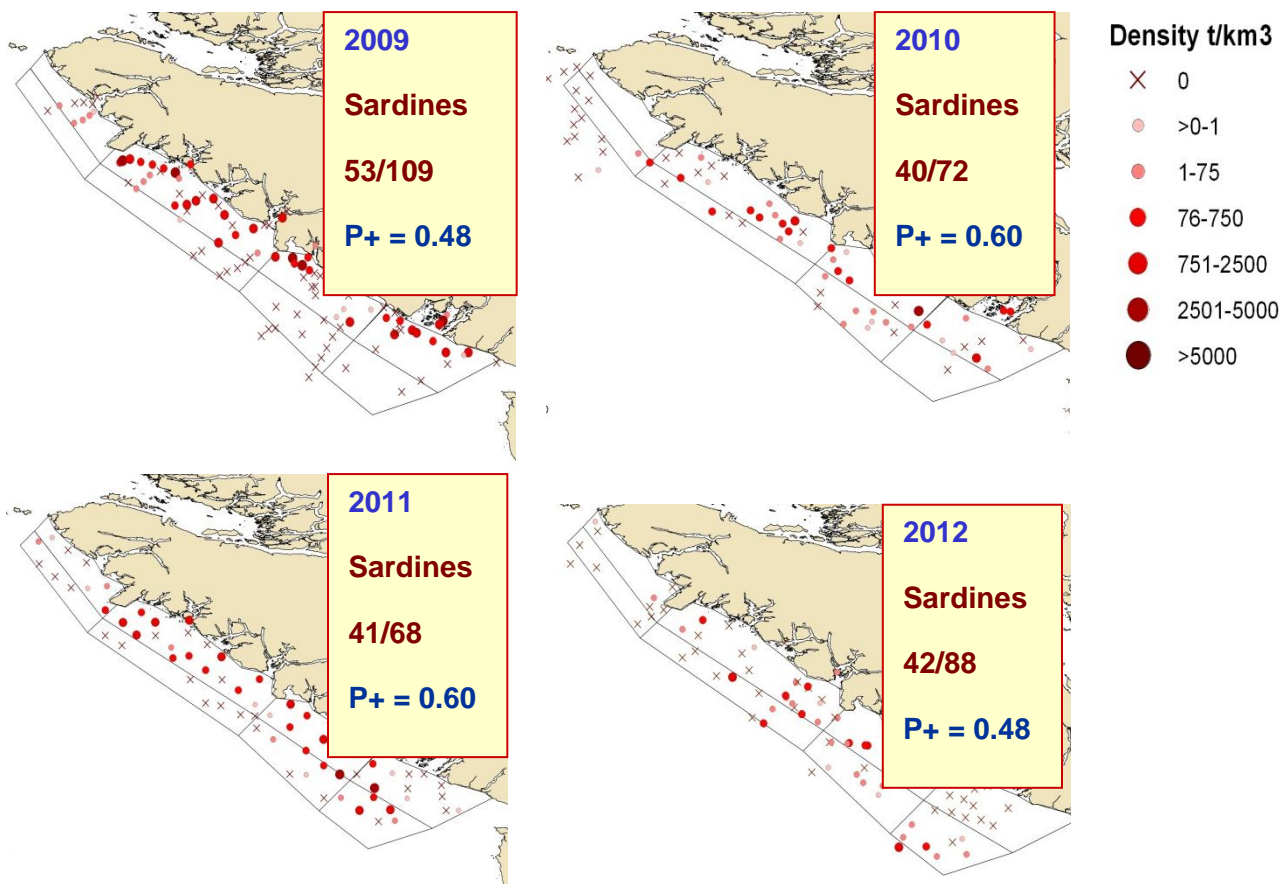 2009
Sardines
53/109
P+ = 0.48
2010
Sardines
40/72
P+ = 0.60
Density t/km3
0
>0-1
1-75
76-750
751-2500
2501-5000
>5000
2011
Sardines
41/68
P+ = 0.60
2012
Sardines
42/88
P+ = 0.48